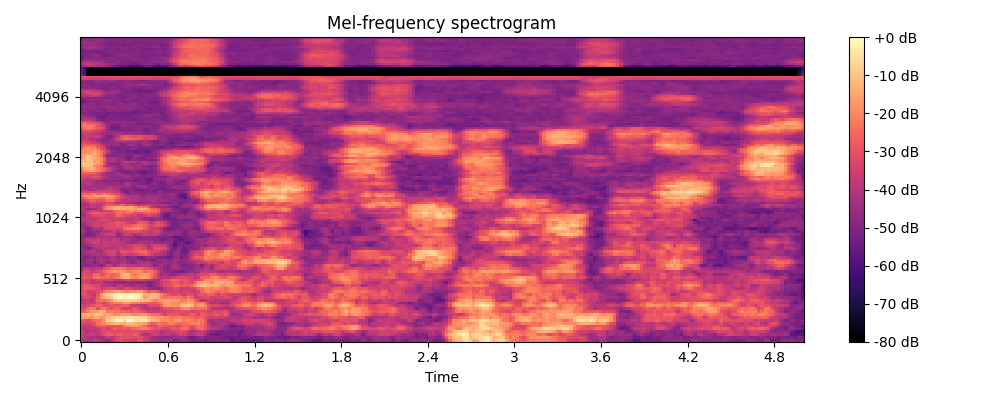 Mel-frequency spectrogram
Hz
4096
2048
1024
512
0
0 0.6 1.2 1.8 2.4 3 3.6 4.2 4.8
Time
+0 dB
-10 dB
-20 dB
-30 dB
-40 dB
-50 dB
-60 dB
-70 dB
-80 dB